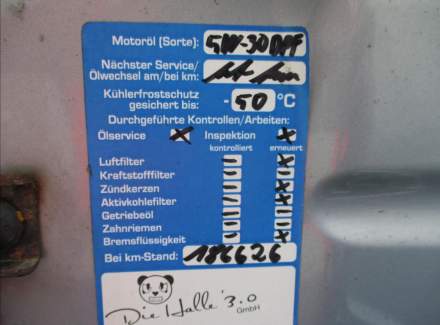 Motoröl (Sorte): 5W-30 DPF
Nächster Service/
Ölwechsel am/bei km:
Kühlerfrostschutz
gesichert bis: - 50 °C
Durchgeführte Kontrollen/Arbeiten:
Ölservice x Inspektion x
kontrolliert erneuert
Luftfilter - x
Kraftstofffilter - x
Zündkerzen - x
Aktivkohlefilter - x
Getriebeöl - -
Zahnriemen - -
Bremsflüssigkeit - x
Bei km-Stand: 186626
Die Halle 3.0
GmbH